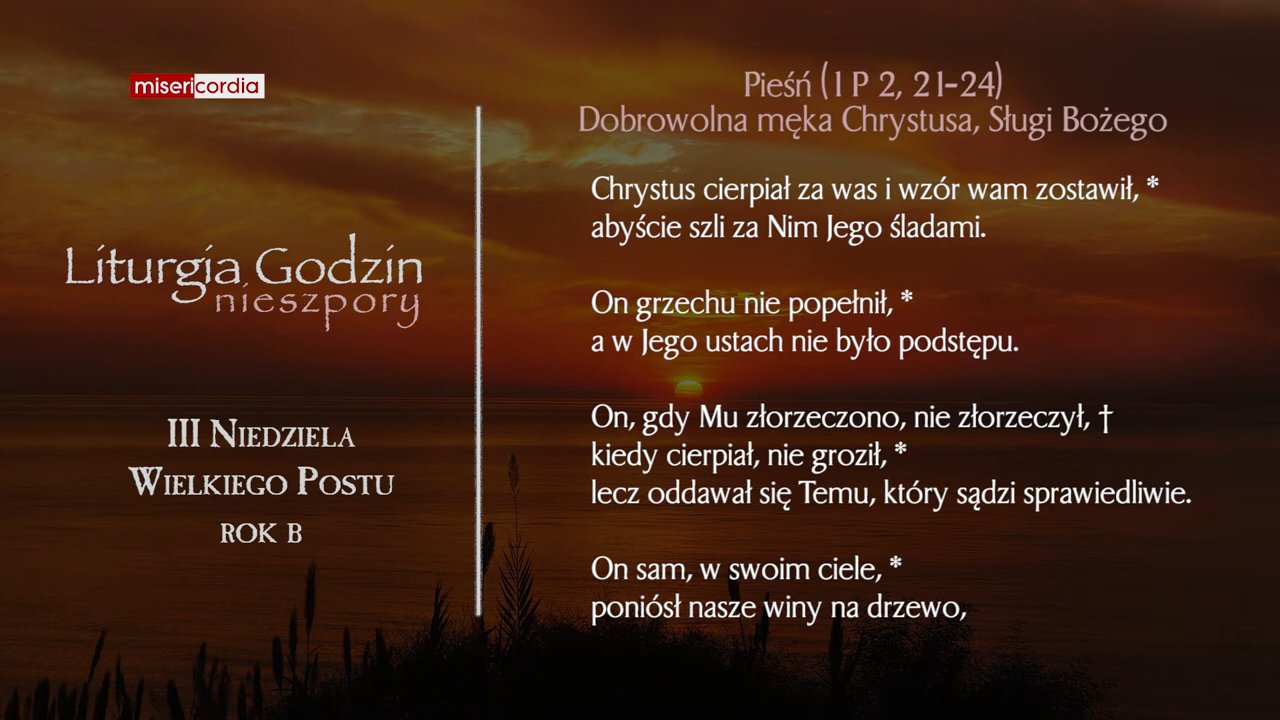 misericordia
Liturgia Godzin
nieszpory
III Niedziela
Wielkiego Postu
rok B
Pieśń (1 P 2, 21-24)
Dobrowolna męka Chrystusa, Sługi Bożego
Chrystus cierpiał za was i wzór wam zostawił, *
abyście szli za Nim Jego śladami.
On grzechu nie popełnił, *
a w Jego ustach nie było podstępu.
On, gdy Mu złorzeczono, nie złorzeczył, †
kiedy cierpiał, nie groził, *
lecz oddawał się Temu, który sądzi sprawiedliwie.
On sam, w swoim ciele, *
poniósł nasze winy na drzewo,